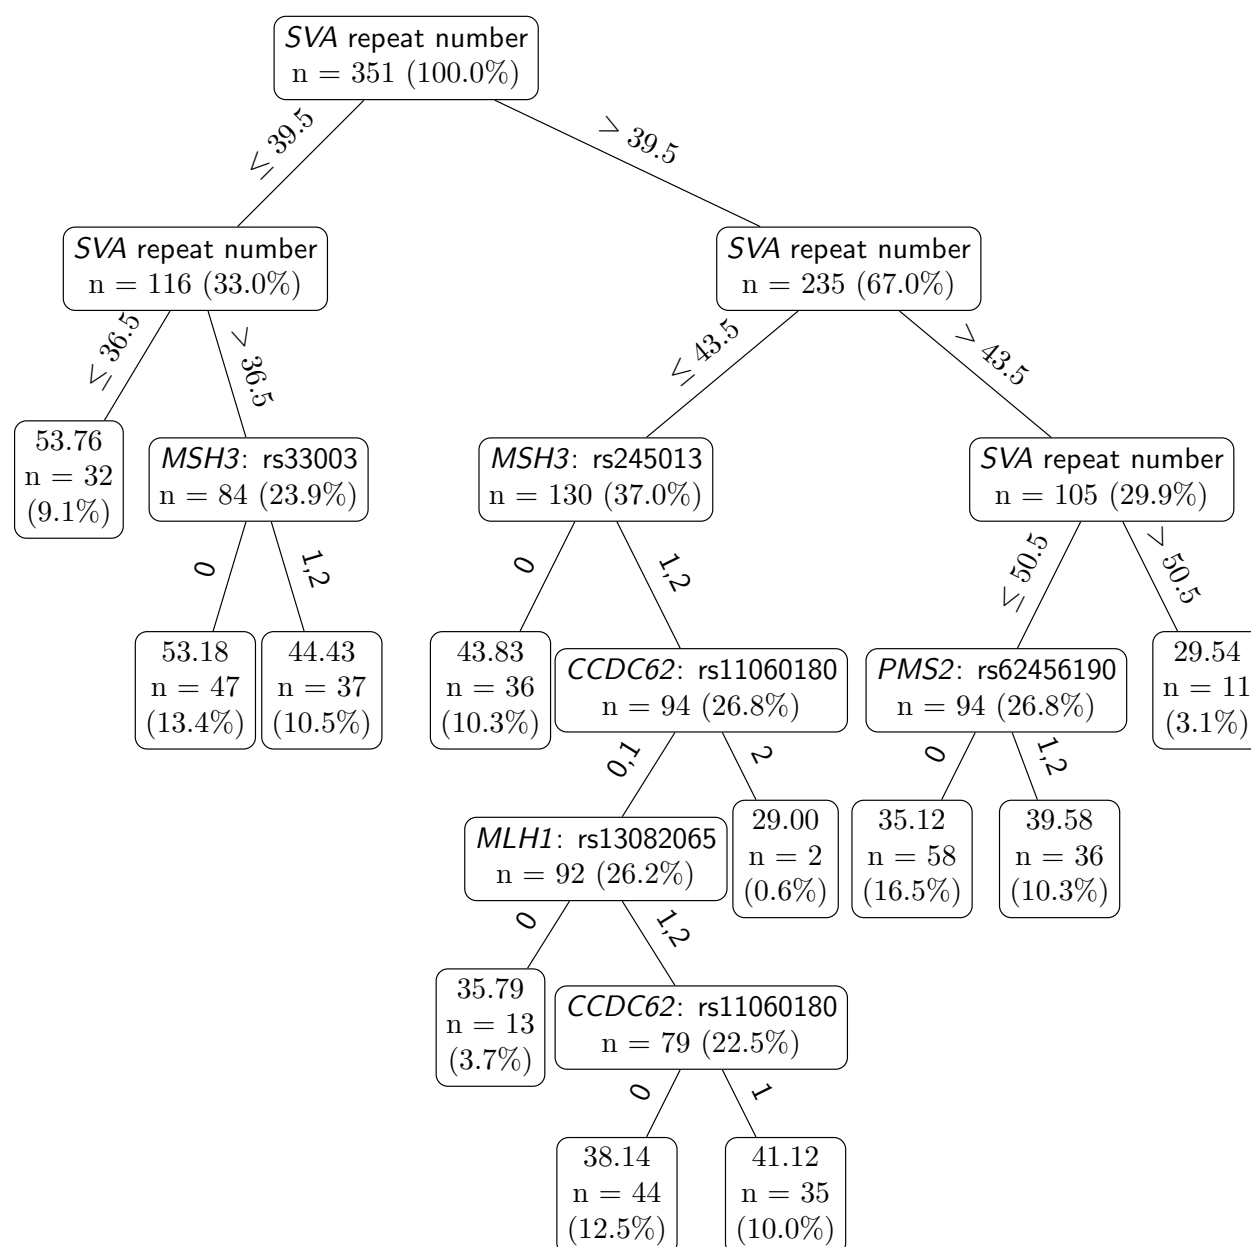 SVA repeat number
n = 351 (100.0%)
≤ 39.5
> 39.5
SVA repeat number
n = 116 (33.0%)
SVA repeat number
n = 235 (67.0%)
≤ 36.5
> 36.5
≤ 43.5
> 43.5
53.76
n = 32
(9.1%)
MSH3: rs33003
n = 84 (23.9%)
MSH3: rs245013
n = 130 (37.0%)
SVA repeat number
n = 105 (29.9%)
0
1,2
0
1,2
≤ 50.5
> 50.5
53.18
n = 47
(13.4%)
44.43
n = 37
(10.5%)
43.83
n = 36
(10.3%)
CCDC62: rs11060180
n = 94 (26.8%)
PMS2: rs62456190
n = 94 (26.8%)
29.54
n = 11
(3.1%)
0,1
2
0
1,2
MLH1: rs13082065
n = 92 (26.2%)
29.00
n = 2
(0.6%)
35.12
n = 58
(16.5%)
39.58
n = 36
(10.3%)
0
1,2
35.79
n = 13
(3.7%)
CCDC62: rs11060180
n = 79 (22.5%)
0
1
38.14
n = 44
(12.5%)
41.12
n = 35
(10.0%)